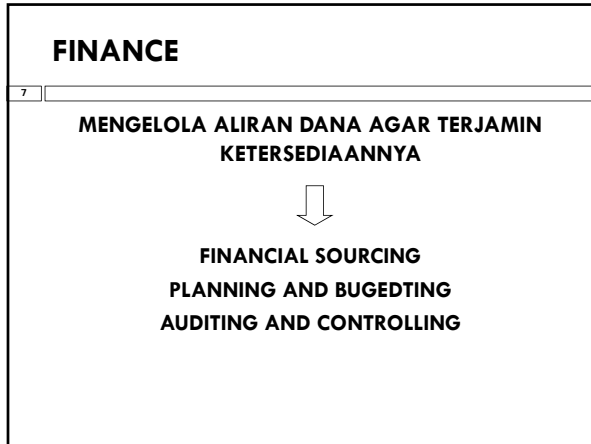 FINANCE
7
MENGELOLA ALIRAN DANA AGAR TERJAMIN
KETERSEDIAANNYA
FINANCIAL SOURCING
PLANNING AND BUGEDTING
AUDITING AND CONTROLLING